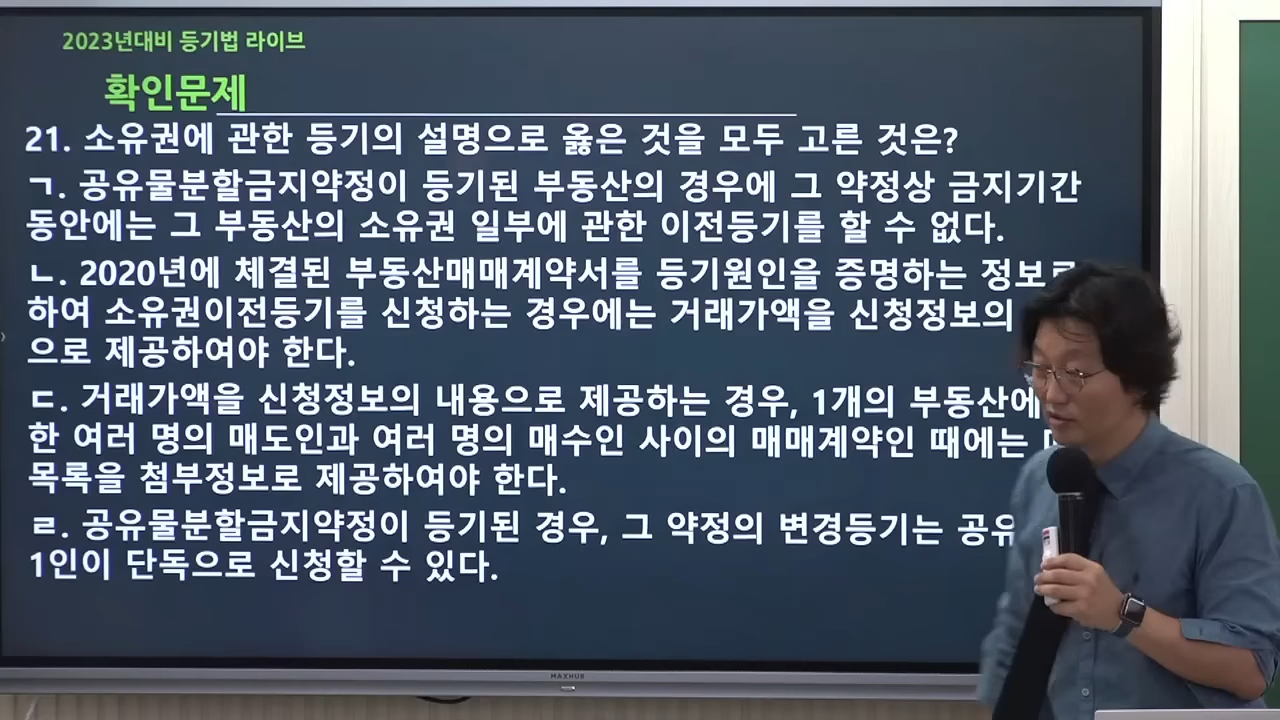 2023년대비 등기법 라이브
확인문제
21. 소유권에 관한 등기의 설명으로 옳은 것을 모두 고른 것은?
ㄱ. 공유물분할금지약정이 등기된 부동산의 경우에 그 약정상 금지기간
동안에는 그 부동산의 소유권 일부에 관한 이전등기를 할 수 없다.
ㄴ. 2020년에 체결된 부동산매매계약서를 등기원인을 증명하는 정보로
하여 소유권이전등기를 신청하는 경우에는 거래가액을 신청정보의
으로 제공하여야 한다.
ㄷ. 거래가액을 신청정보의 내용으로 제공하는 경우, 1개의 부동산에
한 여러 명의 매도인과 여러 명의 매수인 사이의 매매계약인 때에는
목록을 첨부정보로 제공하여야 한다.
ㄹ. 공유물분할금지약정이 등기된 경우, 그 약정의 변경등기는 공유
1인이 단독으로 신청할 수 있다.
MAXHUB